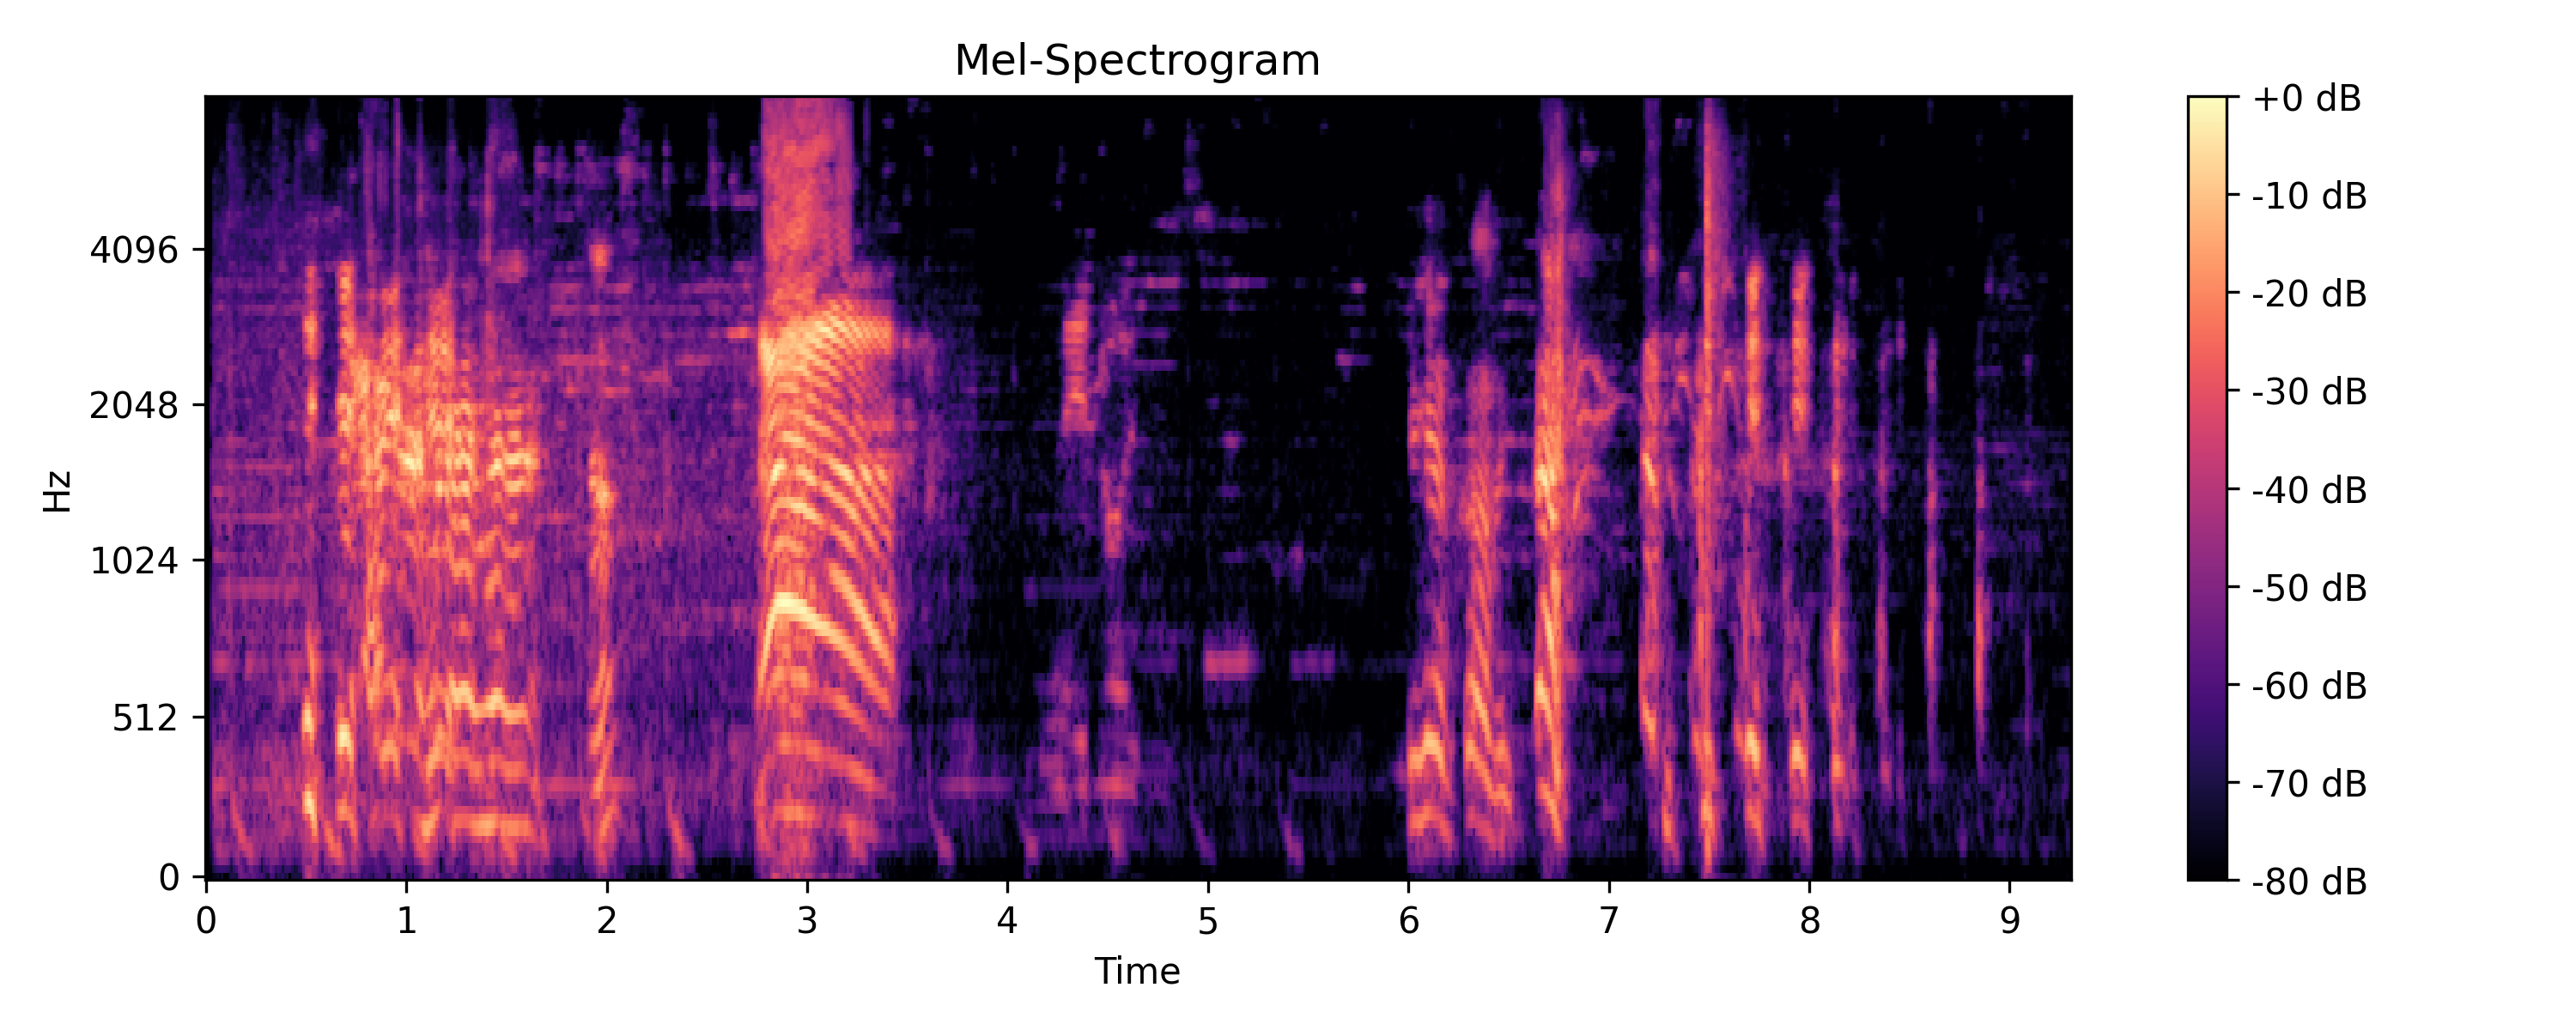 Mel-Spectrogram
+0 dB
-10 dB
-20 dB
-30 dB
-40 dB
-50 dB
-60 dB
-70 dB
-80 dB
Hz
4096
2048
1024
512
0
0 1 2 3 4 5 6 7 8 9
Time